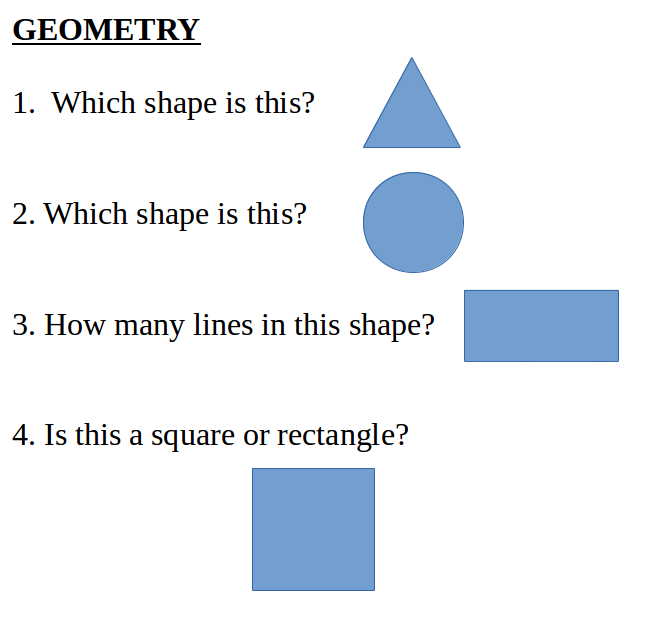 GEOMETRY
1.  Which shape is this?
2. Which shape is this?
3. How many lines in this shape?
4. Is this a square or rectangle?